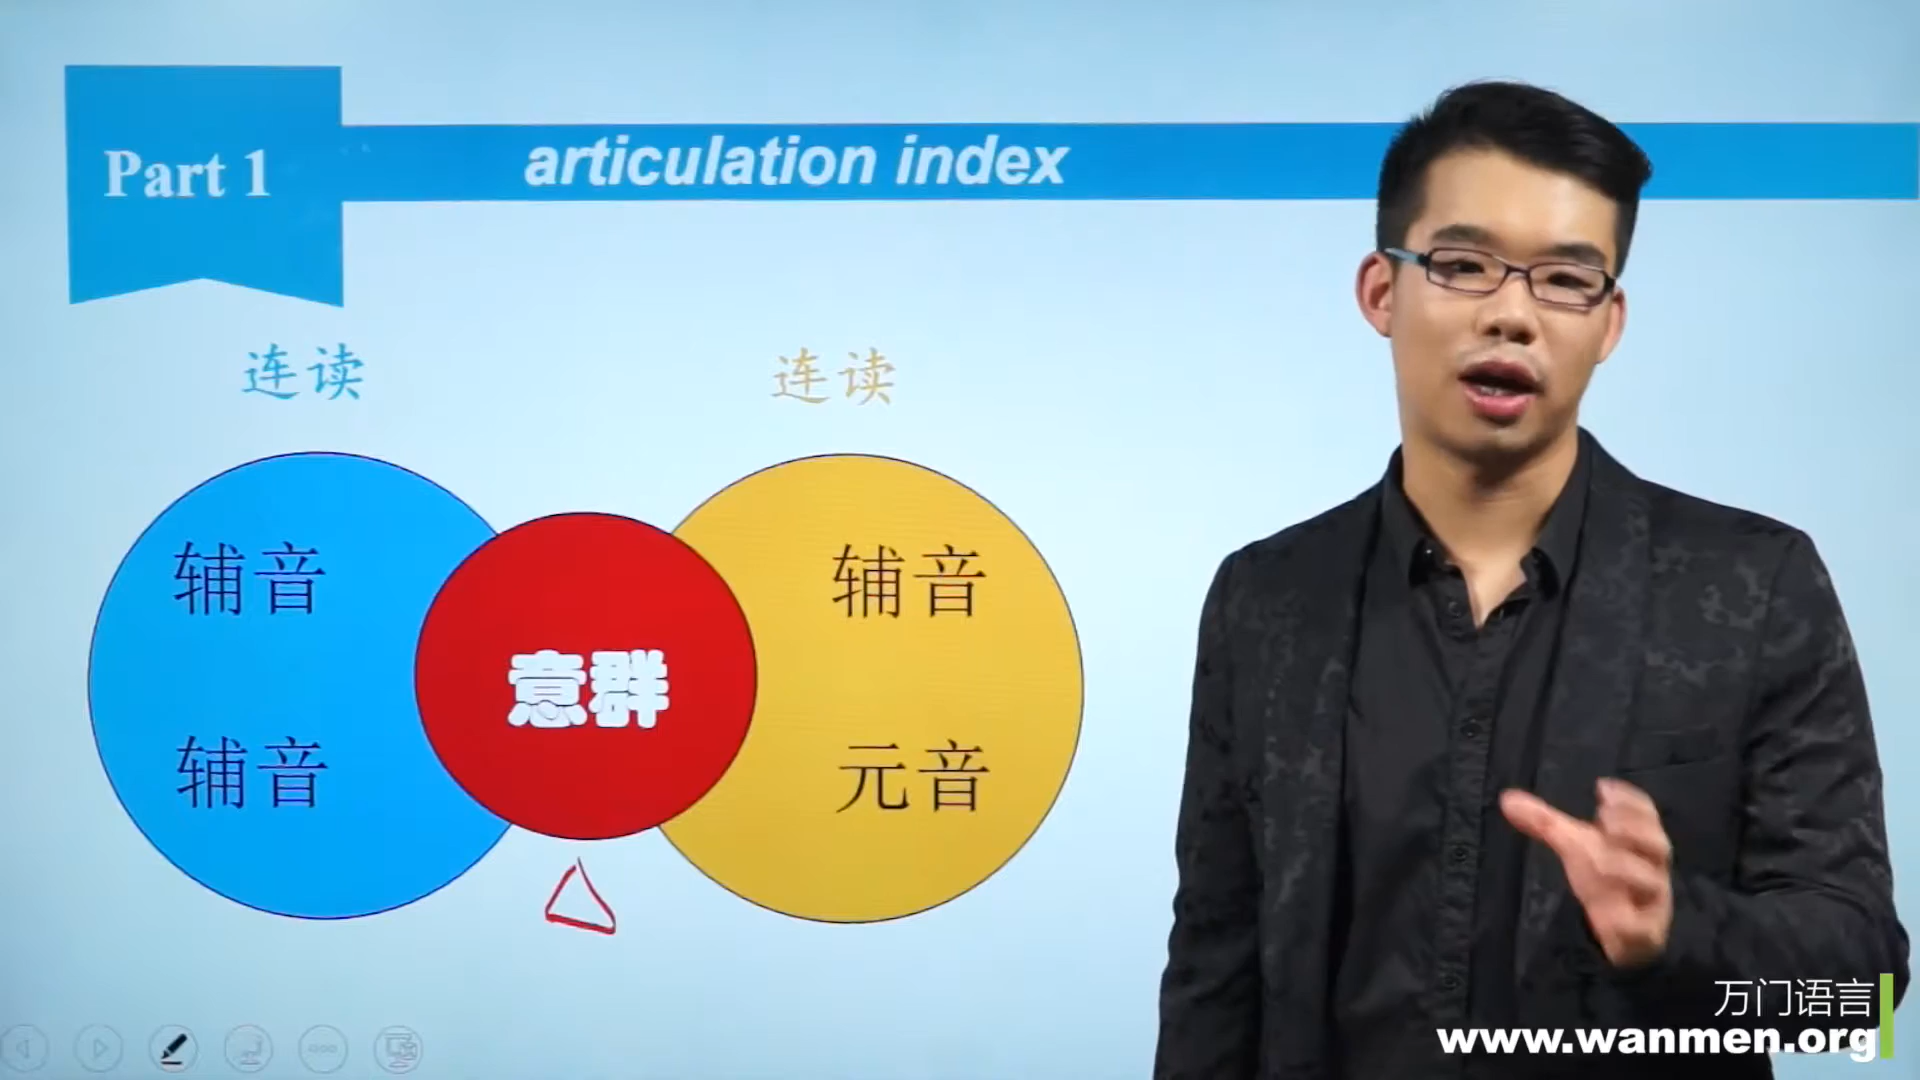 Part 1
articulation index
连读
连读
辅音
辅音
意群
辅音
元音
万门语言
www.wanmen.org